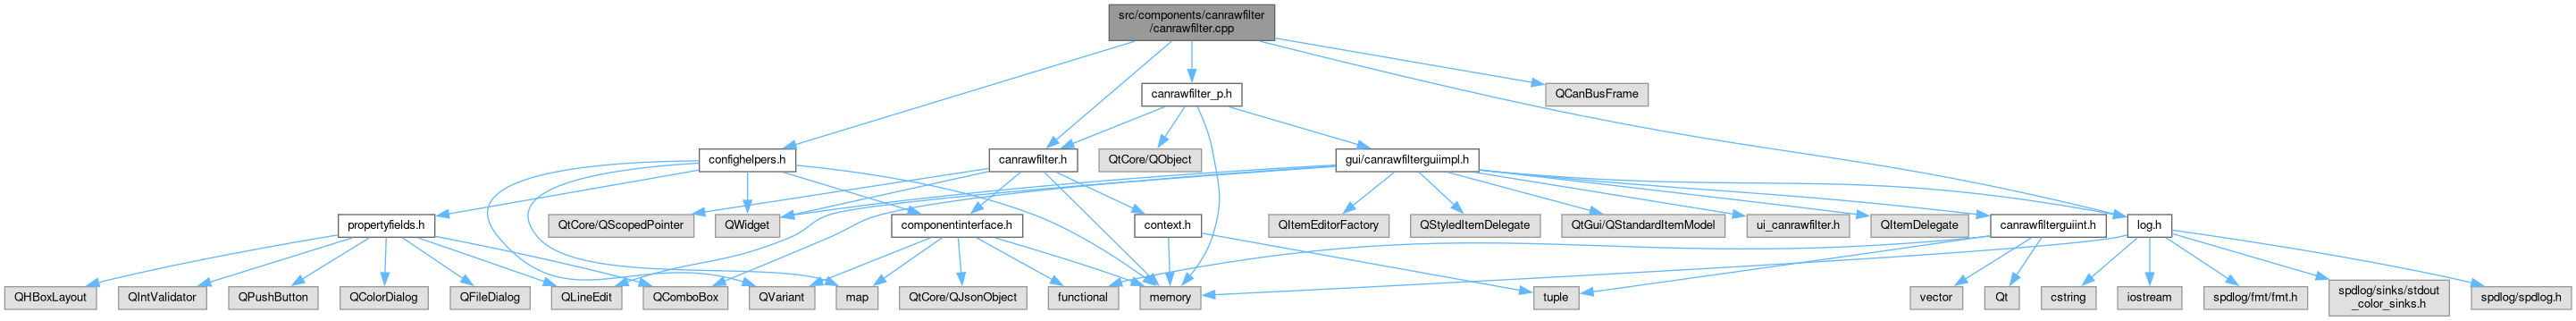 src/components/canrawfilter
/canrawfilter.cpp
canrawfilter_p.h
QCanBusFrame
confighelpers.h
canrawfilter.h
QtCore/QObject
gui/canrawfilterguiimpl.h
propertyfields.h
QtCore/QScopedPointer
QWidget
componentinterface.h
context.h
QItemEditorFactory
QStyledItemDelegate
QtGui/QStandardItemModel
ui_canrawfilter.h
QItemDelegate
canrawfilterguiint.h
log.h
QHBoxLayout
QIntValidator
QPushButton
QColorDialog
QFileDialog
QLineEdit
QComboBox
QVariant
map
QtCore/QJsonObject
functional
memory
tuple
vector
Qt
cstring
iostream
spdlog/fmt/fmt.h
spdlog/sinks/stdout
_color_sinks.h
spdlog/spdlog.h